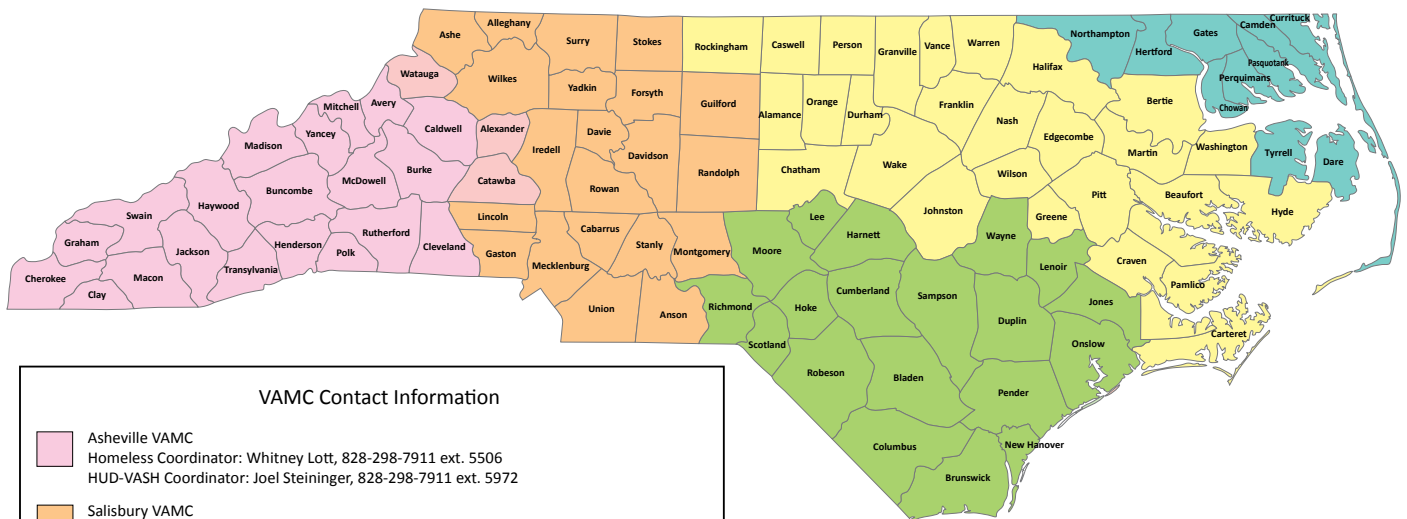 Ashe
Alleghany
Surry
Stokes
Rockingham
Caswell
Person
Granville
Vance
Warren
Northampton
Hertford
Gates
Camden
Currituck
Pasquotank
Perquimans
Chowan
Halifax
Watauga
Wilkes
Yadkin
Forsyth
Guilford
Alamance
Orange
Durham
Franklin
Nash
Edgecombe
Bertie
Martin
Washington
Tyrrell
Dare
Mitchell
Avery
Yancey
Caldwell
Alexander
Madison
Iredell
Davie
Davidson
Randolph
Chatham
Wake
Wilson
Buncombe
McDowell
Burke
Catawba
Rowan
Haywood
Swain
Graham
Cherokee
Clay
Macon
Jackson
Transylvania
Henderson
Polk
Rutherford
Cleveland
Lincoln
Gaston
Mecklenburg
Cabarrus
Stanly
Montgomery
Union
Anson
Lee
Moore
Harnett
Johnston
Wayne
Greene
Pitt
Beaufort
Hyde
Craven
Pamlico
Lenoir
Jones
Carteret
Richmond
Hoke
Cumberland
Sampson
Duplin
Onslow
Scotland
Robeson
Bladen
Pender
Columbus
New Hanover
Brunswick
VAMC Contact Information
Asheville VAMC
Homeless Coordinator: Whitney Lott, 828-298-7911 ext. 5506
HUD-VASH Coordinator: Joel Steininger, 828-298-7911 ext. 5972
Salisbury VAMC